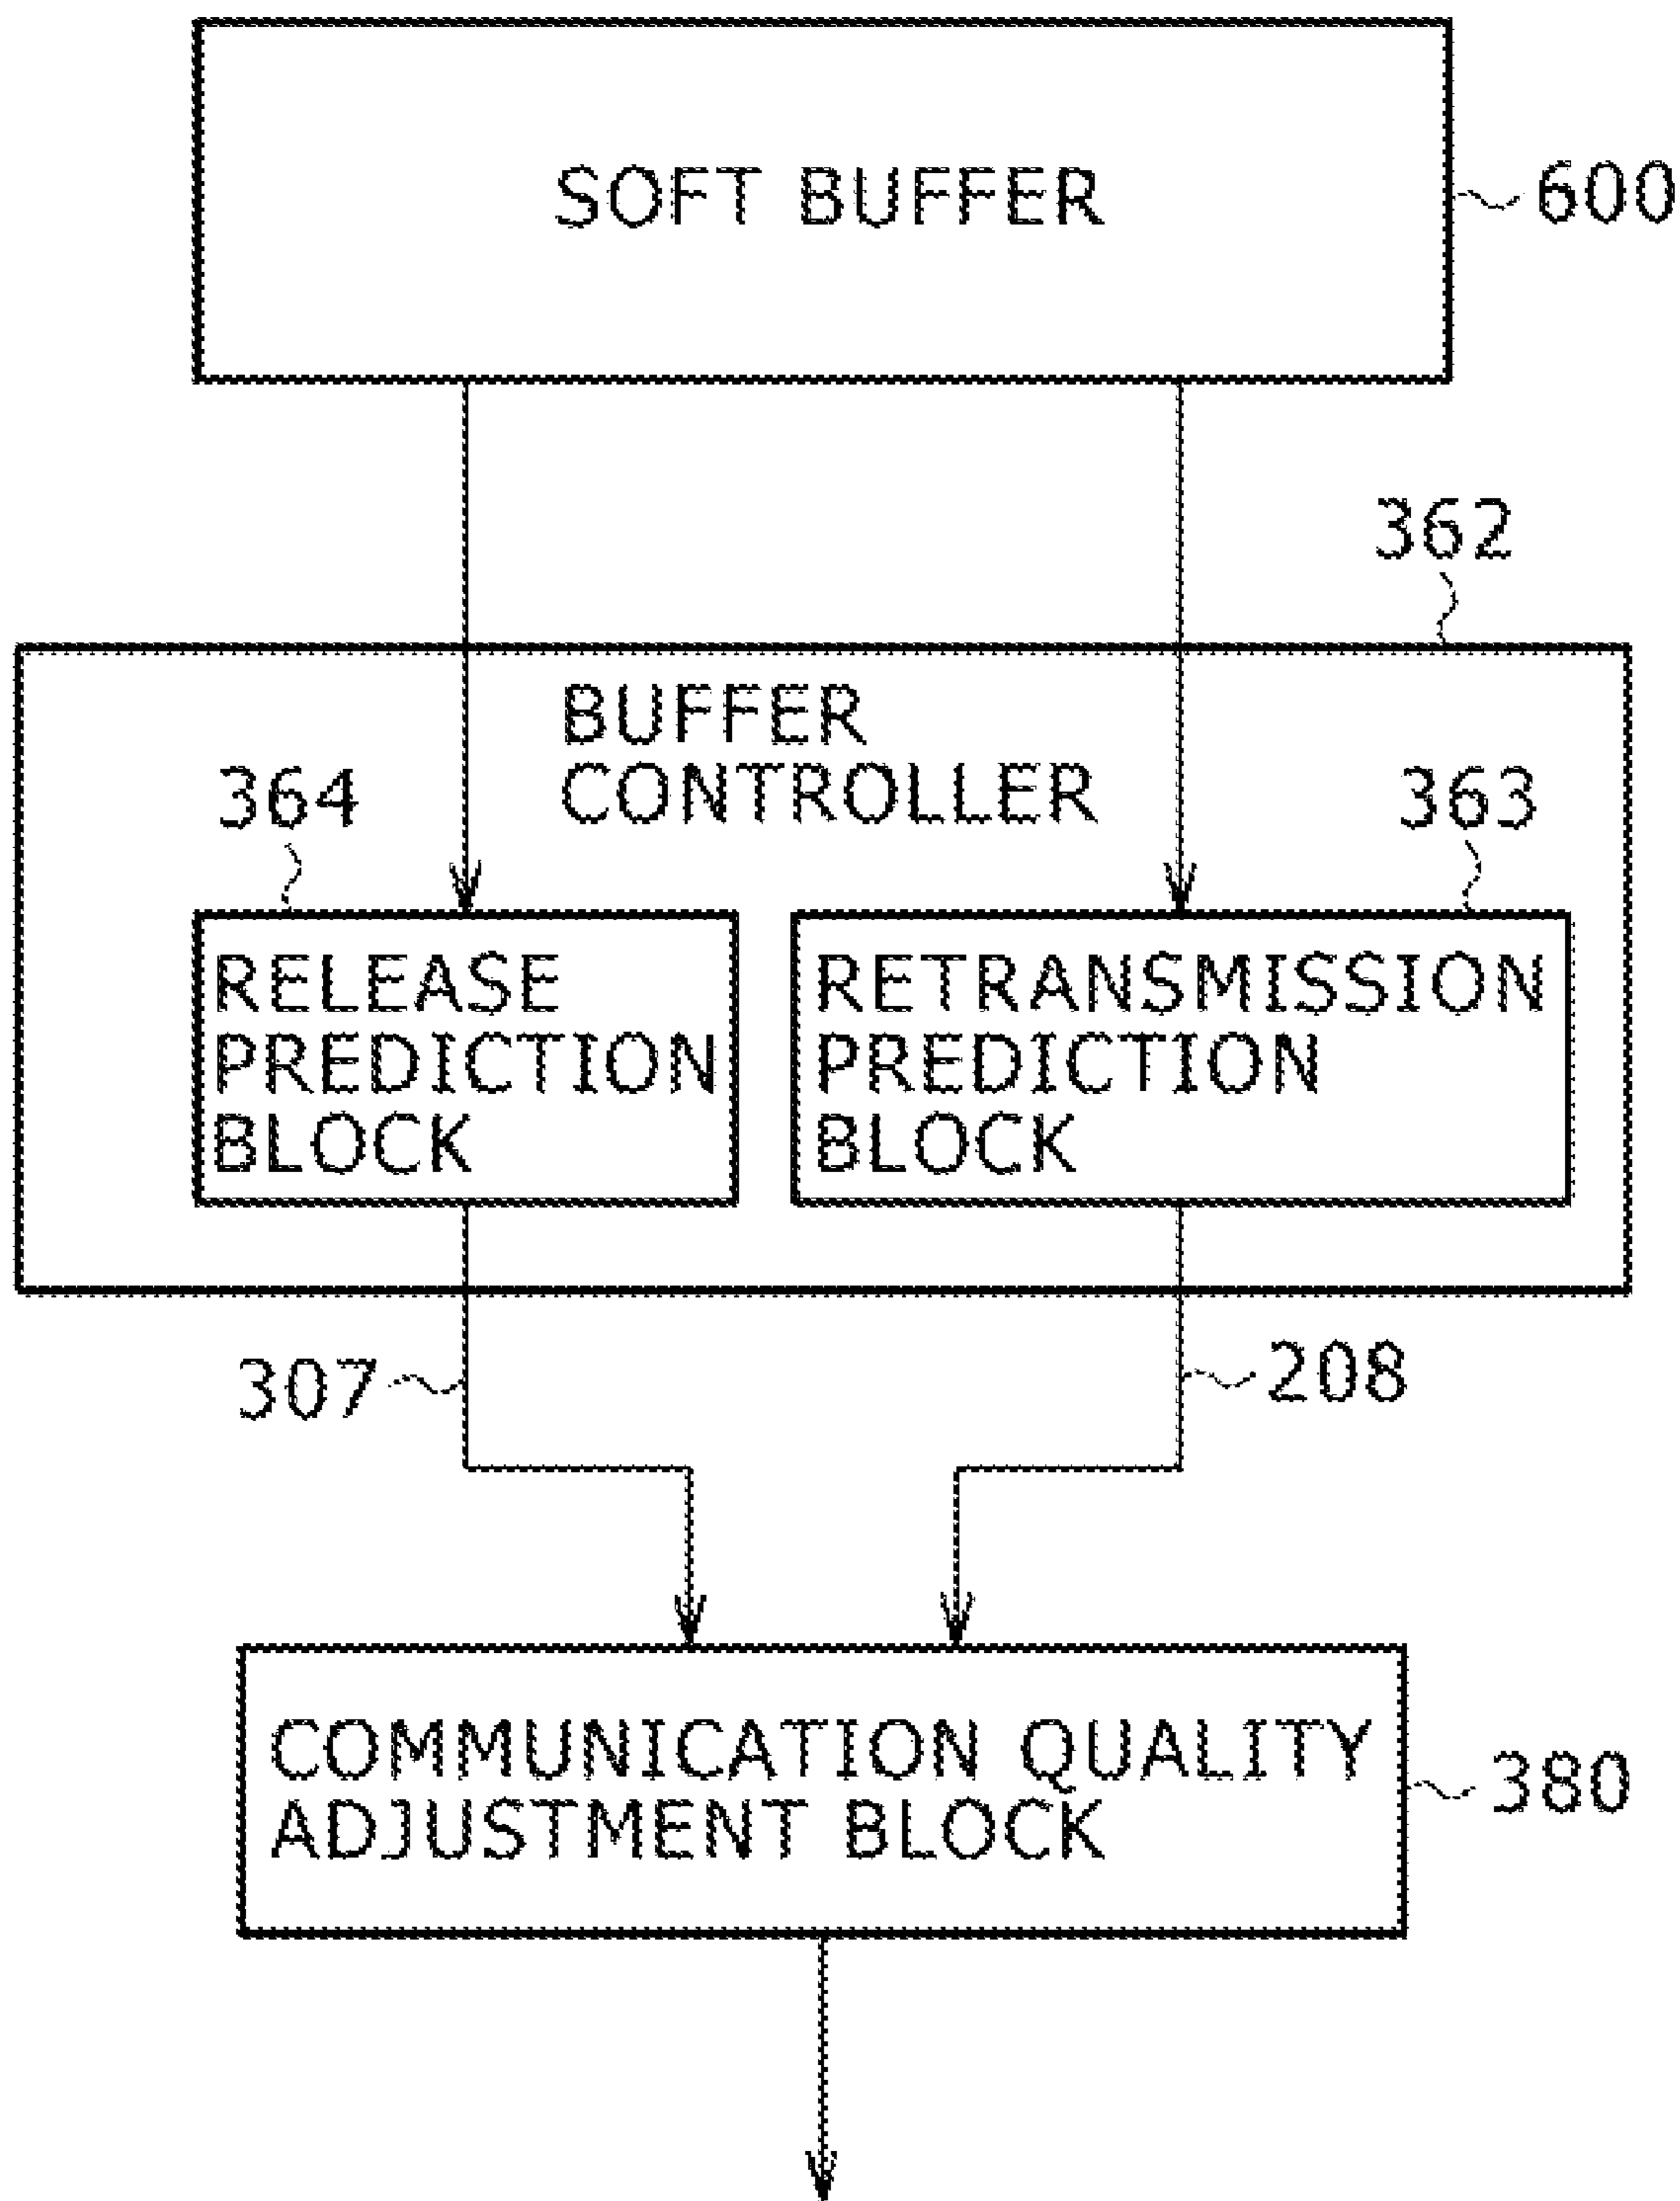 SOFT BUFFER
600
362
BUFFER
CONTROLLER
364
363
RELEASE
PREDICTION
BLOCK
RETRANSMISSION
PREDICTION
BLOCK
307
208
COMMUNICATION QUALITY
ADJUSTMENT BLOCK
380